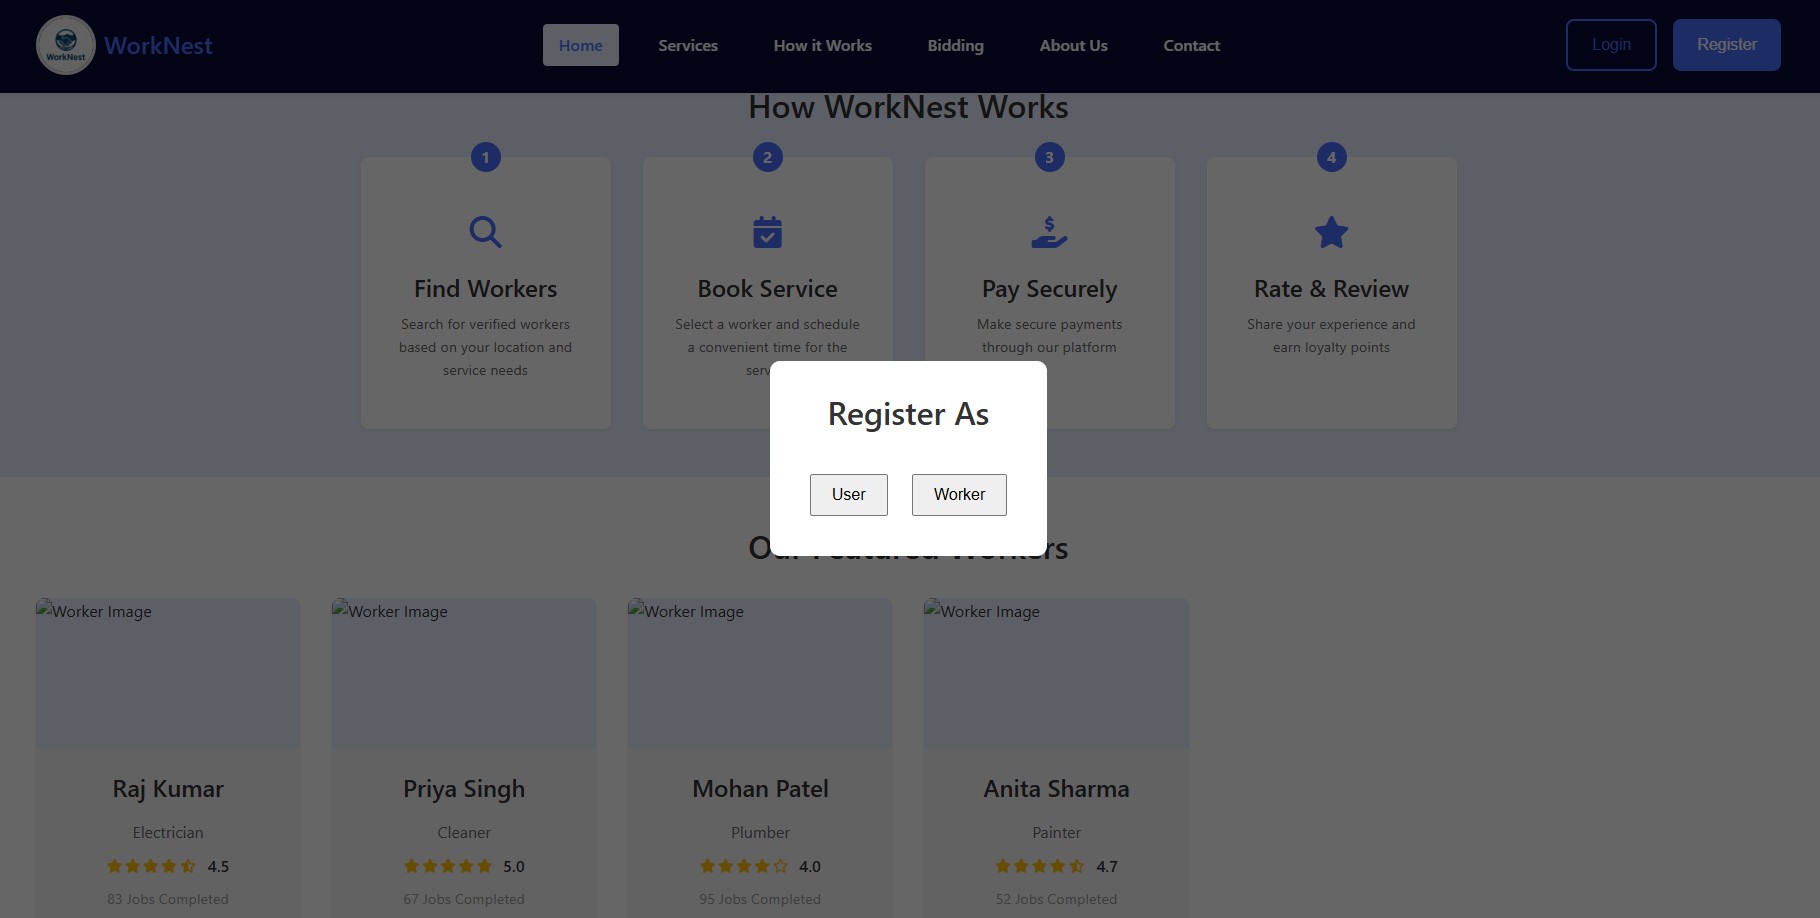 WorkNest
WorkNest
Home
Services
How it Works
Bidding
About Us
Contact
Login
Register
How WorkNest Works
1
2
3
4
Find Workers
Search for verified workers
based on your location and
service needs
Book Service
Select a worker and schedule
a convenient time for the
Pay Securely
Make secure payments
through our platform
Rate & Review
Share your experience and
earn loyalty points
Register As
User
Worker
Worker Image
Worker Image
Worker Image
Worker Image
Raj Kumar
Electrician
4.5
83 Jobs Completed
Priya Singh
Cleaner
5.0
67 Jobs Completed
Mohan Patel
Plumber
4.0
95 Jobs Completed
Anita Sharma
Painter
4.7
52 Jobs Completed